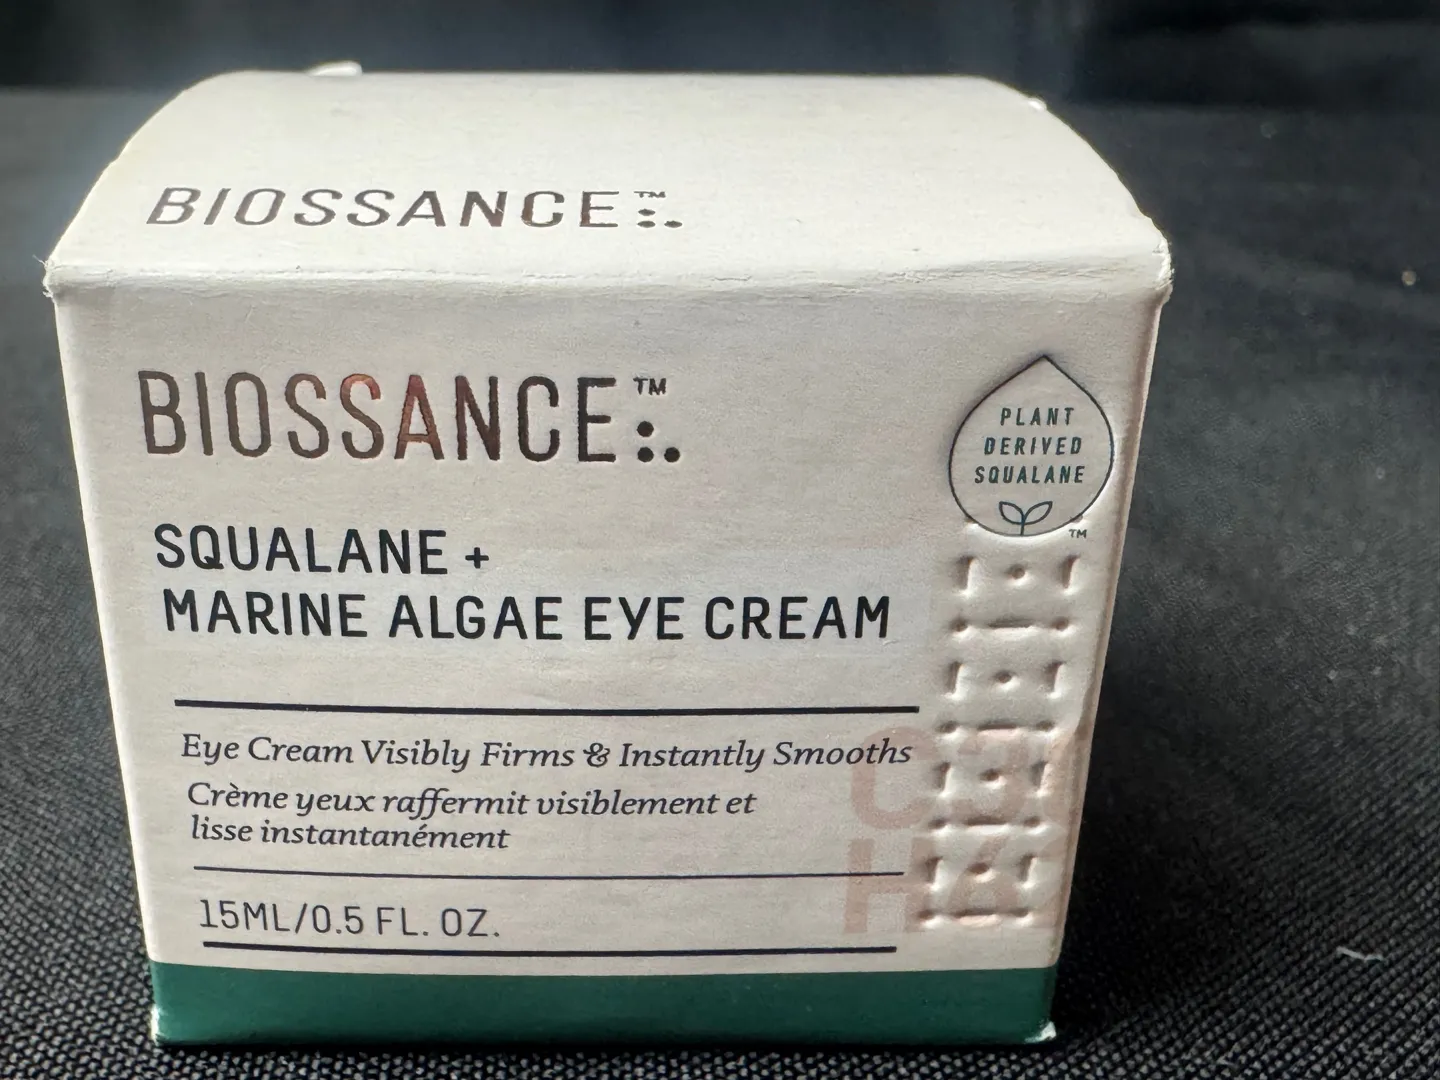 BIOSSANCE™
BIOSSANCE™
PLANT
DERIVED
SQUALANE
™
SQUALANE +
MARINE ALGAE EYE CREAM
Eye Cream Visibly Firms & Instantly Smooths
Crème yeux raffermit visiblement et
lisse instantanément
15ML/0.5 FL. OZ.